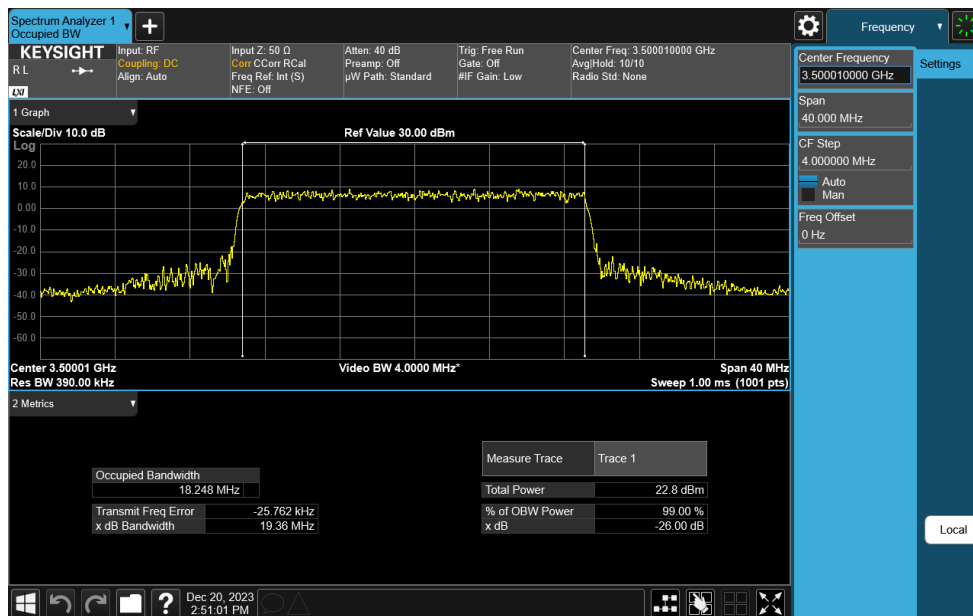 Spectrum Analyzer 1
Occupied BW
+
Frequency
KEYSIGHT
R L
LXI
Input: RF
Coupling: DC
Align: Auto
Input Z: 50 Ω
Corr CCorr RCal
Freq Ref: Int (S)
NFE: Off
Atten: 40 dB
Preamp: Off
µW Path: Standard
Trig: Free Run
Gate: Off
#IF Gain: Low
Center Freq: 3.500010000 GHz
Avg|Hold: 10/10
Radio Std: None
Center Frequency
3.500010000 GHz
Settings
Span
40.000 MHz
CF Step
4.000000 MHz
Auto
Man
Freq Offset
0 Hz
Local
1 Graph
Scale/Div 10.0 dB
Ref Value 30.00 dBm
Log
20.0
10.0
0.00
-10.0
-20.0
-30.0
-40.0
-50.0
-60.0
Center 3.50001 GHz
Video BW 4.0000 MHz*
Span 40 MHz
Res BW 390.00 kHz
Sweep 1.00 ms (1001 pts)
2 Metrics
Occupied Bandwidth
18.248 MHz
Transmit Freq Error -25.762 kHz
x dB Bandwidth 19.36 MHz
Measure Trace Trace 1
Total Power 22.8 dBm
% of OBW Power 99.00 %
x dB -26.00 dB
?
Dec 20, 2023
2:51:01 PM